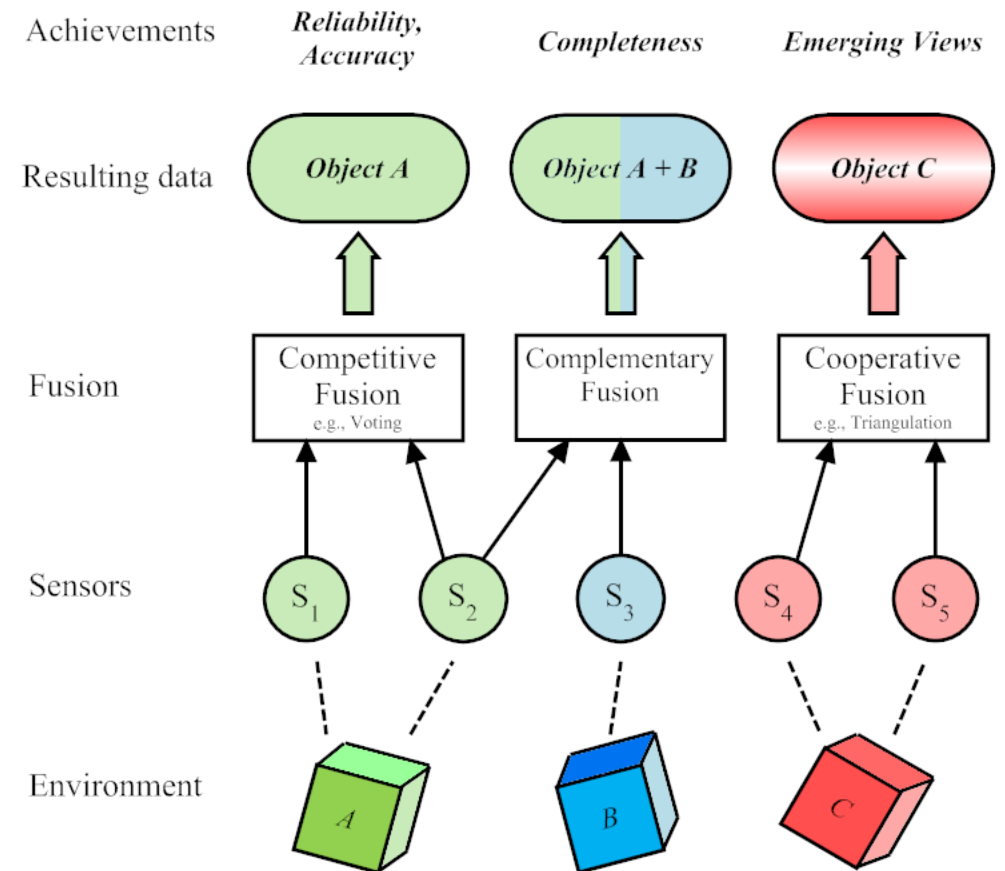 Achievements
Reliability,
Accuracy
Completeness
Emerging Views
Resulting data
Object A
Object A + B
Object C
Fusion
Competitive
Fusion
e.g., Voting
Complementary
Fusion
Cooperative
Fusion
e.g., Triangulation
Sensors
S1
S2
S3
S4
S5
Environment
A
B
C